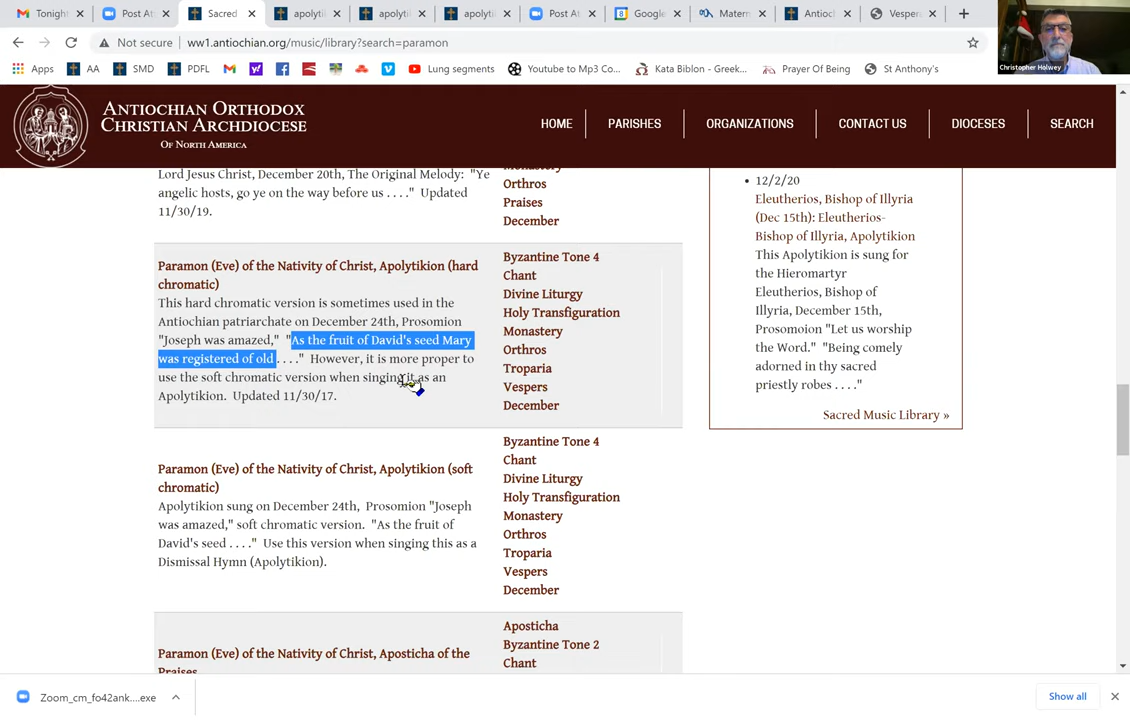 Tonight
Post At
Sacred
apolyti
apolyti
apolyti
Post At
Google
Matern
Antioc
Vespera
Not secure
ww1.antiochian.org/music/library?search=paramon
Apps
AA
SMD
PDFL
Lung segments
Youtube to Mp3 Co...
Kata Biblon - Greek...
Prayer Of Being
St Anthony's
Christopher Holwey
ANTIOCHIAN ORTHODOX
CHRISTIAN ARCHDIOCESE
OF NORTH AMERICA
HOME
PARISHES
ORGANIZATIONS
CONTACT US
DIOCESES
SEARCH
Lord Jesus Christ, December 20th, The Original Melody: "Ye
angelic hosts, go ye on the way before us . . . ." Updated
11/30/19.
Monastery
Orthros
Praises
December
Paramon (Eve) of the Nativity of Christ, Apolytikion (hard
chromatic)
This hard chromatic version is sometimes used in the
Antiochian patriarchate on December 24th, Prosomion
"Joseph was amazed," "As the fruit of David's seed Mary
was registered of old . . . ." However, it is more proper to
use the soft chromatic version when singing it as an
Apolytikion. Updated 11/30/17.
Byzantine Tone 4
Chant
Divine Liturgy
Holy Transfiguration
Monastery
Orthros
Troparia
Vespers
December
Paramon (Eve) of the Nativity of Christ, Apolytikion (soft
chromatic)
Apolytikion sung on December 24th, Prosomion "Joseph
was amazed," soft chromatic version. "As the fruit of
David's seed . . . ." Use this version when singing this as a
Dismissal Hymn (Apolytikion).
Byzantine Tone 4
Chant
Divine Liturgy
Holy Transfiguration
Monastery
Orthros
Troparia
Vespers
December
Paramon (Eve) of the Nativity of Christ, Aposticha of the
Praises
Aposticha
Byzantine Tone 2
Chant
12/2/20
Eleutherios, Bishop of Illyria
(Dec 15th): Eleutherios-
Bishop of Illyria, Apolytikion
This Apolytikion is sung for
the Hieromartyr
Eleutherios, Bishop of
Illyria, December 15th,
Prosomoion "Let us worship
the Word." "Being comely
adorned in thy sacred
priestly robes . . . ."
Sacred Music Library »
Zoom_cm_fo42ank....exe
Show all